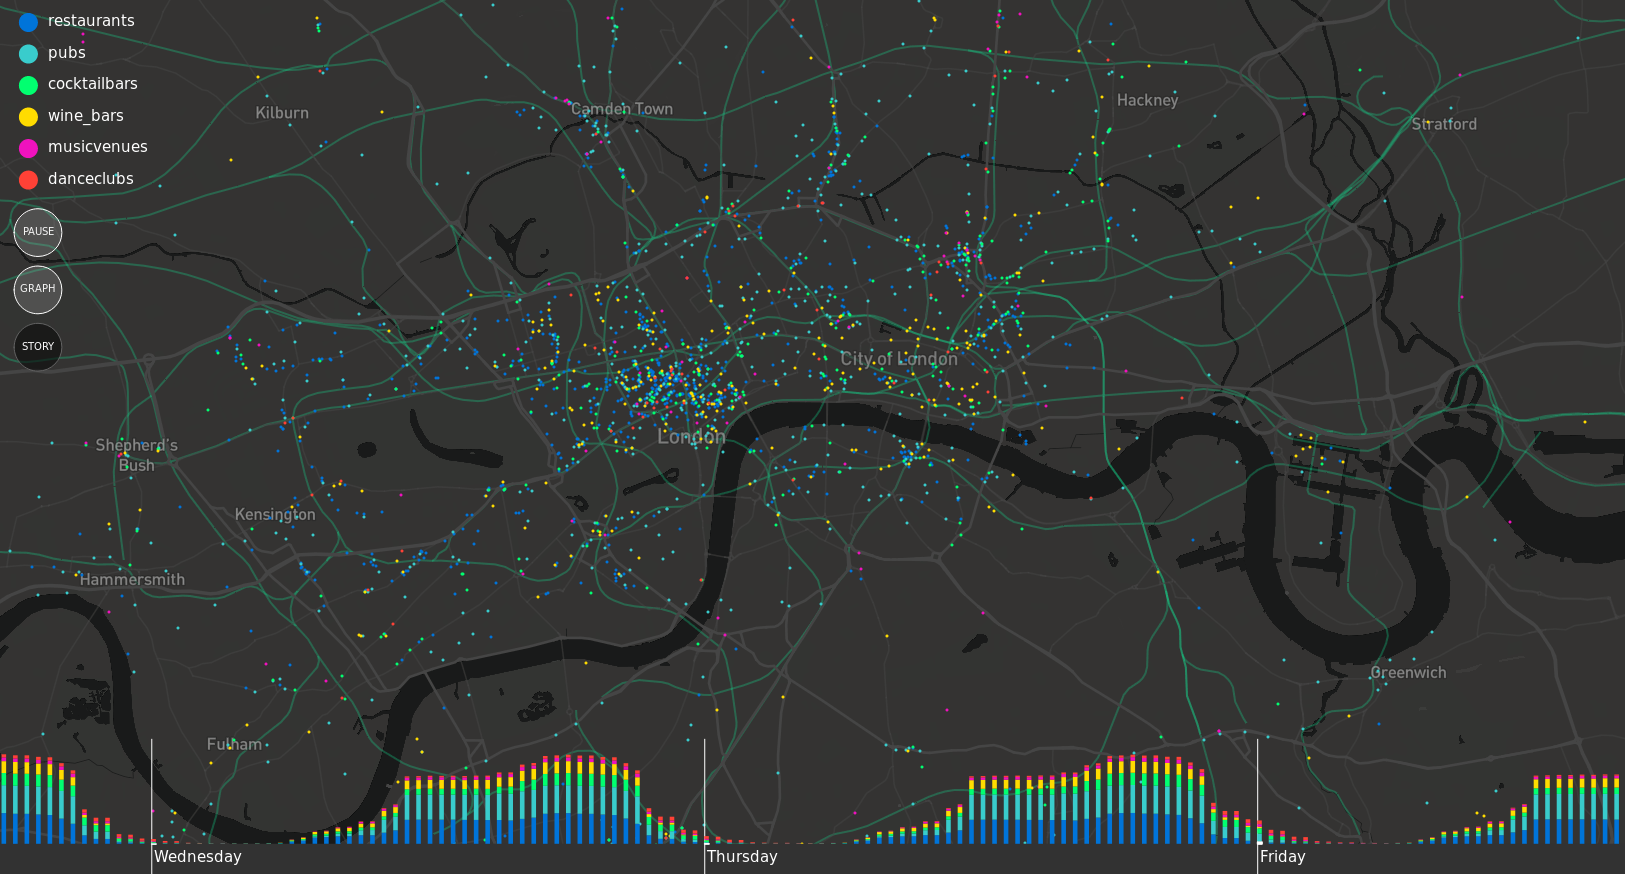 restaurants
pubs
cocktailbars
wine_bars
musicvenues
danceclubs
PAUSE
GRAPH
STORY
Kilburn
Camden Town
Hackney
Stratford
City of London
London
Shepherd's
Bush
Kensington
Hammersmith
Greenwich
Fulham
Wednesday
Thursday
Friday